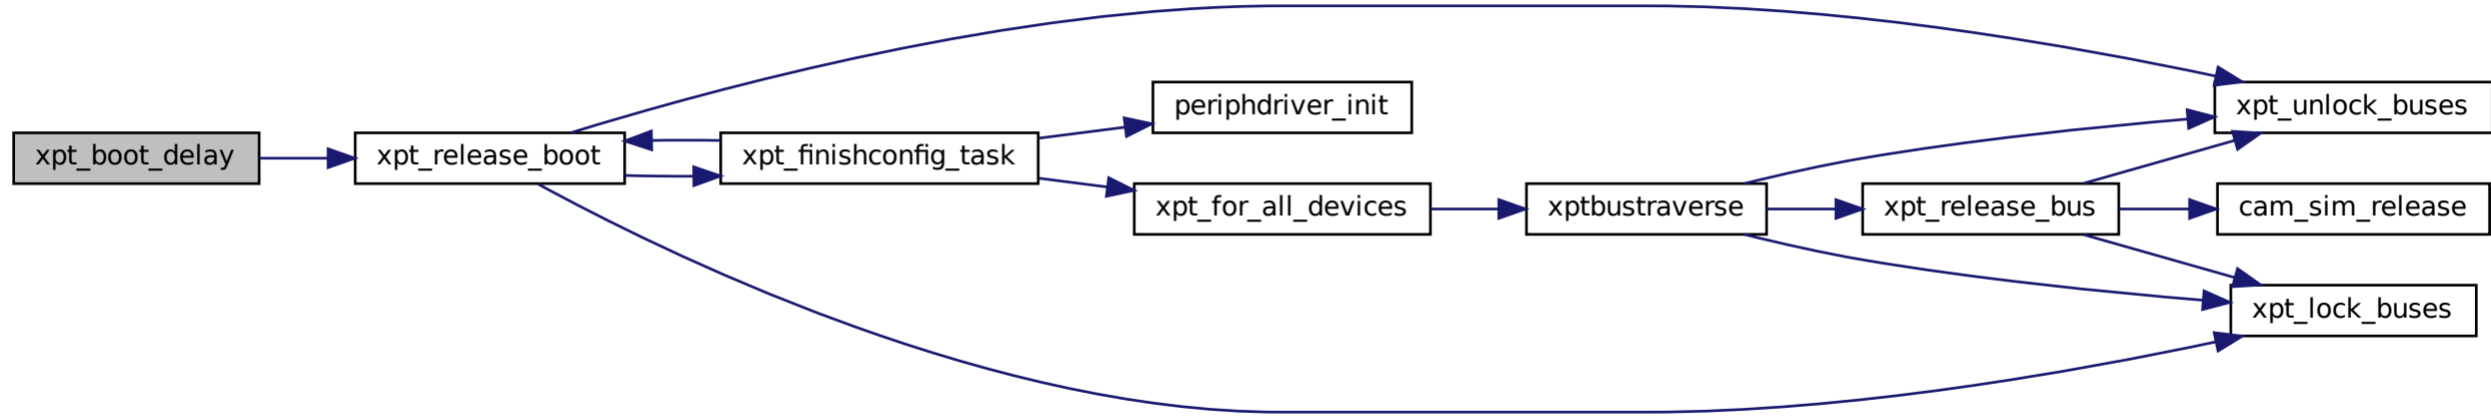 xpt_boot_delay
xpt_release_boot
xpt_finishconfig_task
periphdriver_init
xpt_for_all_devices
xptbustraverse
xpt_release_bus
xpt_unlock_buses
cam_sim_release
xpt_lock_buses